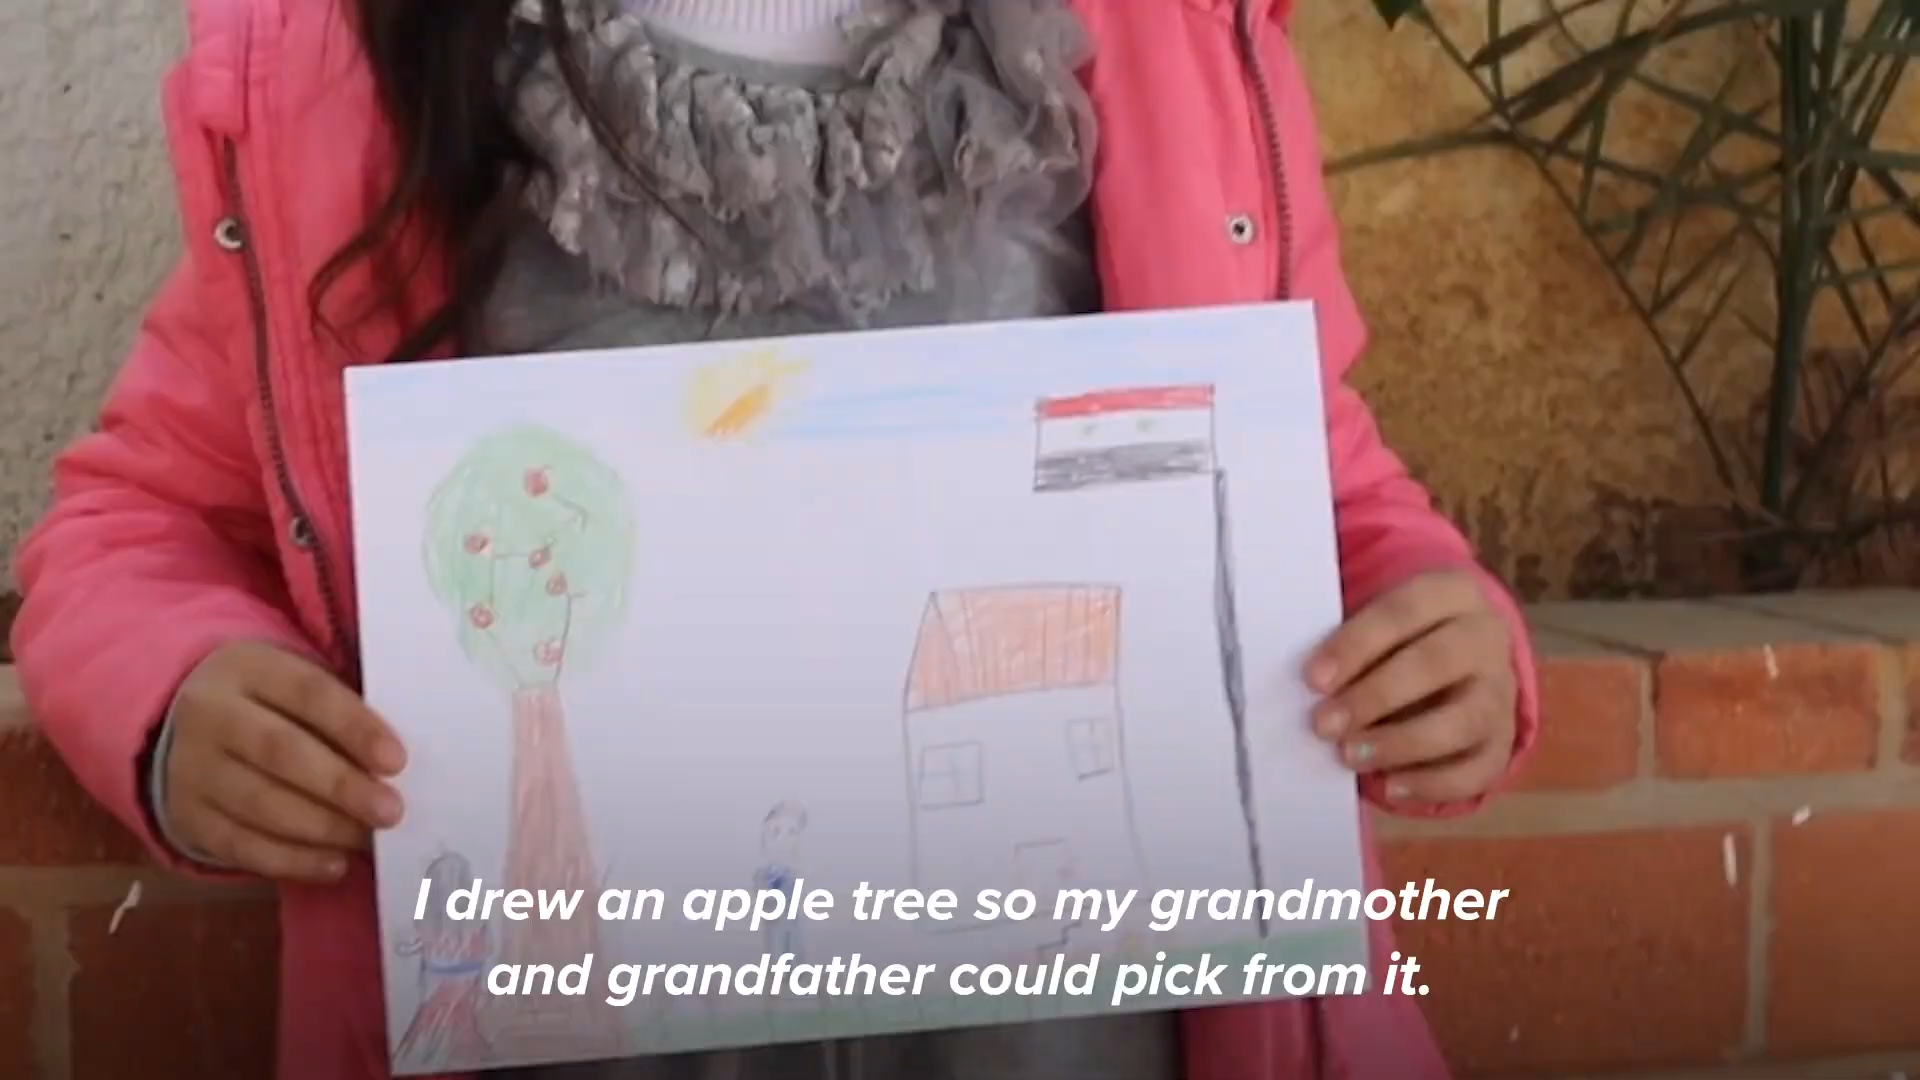 I drew an apple tree so my grandmother
and grandfather could pick from it.